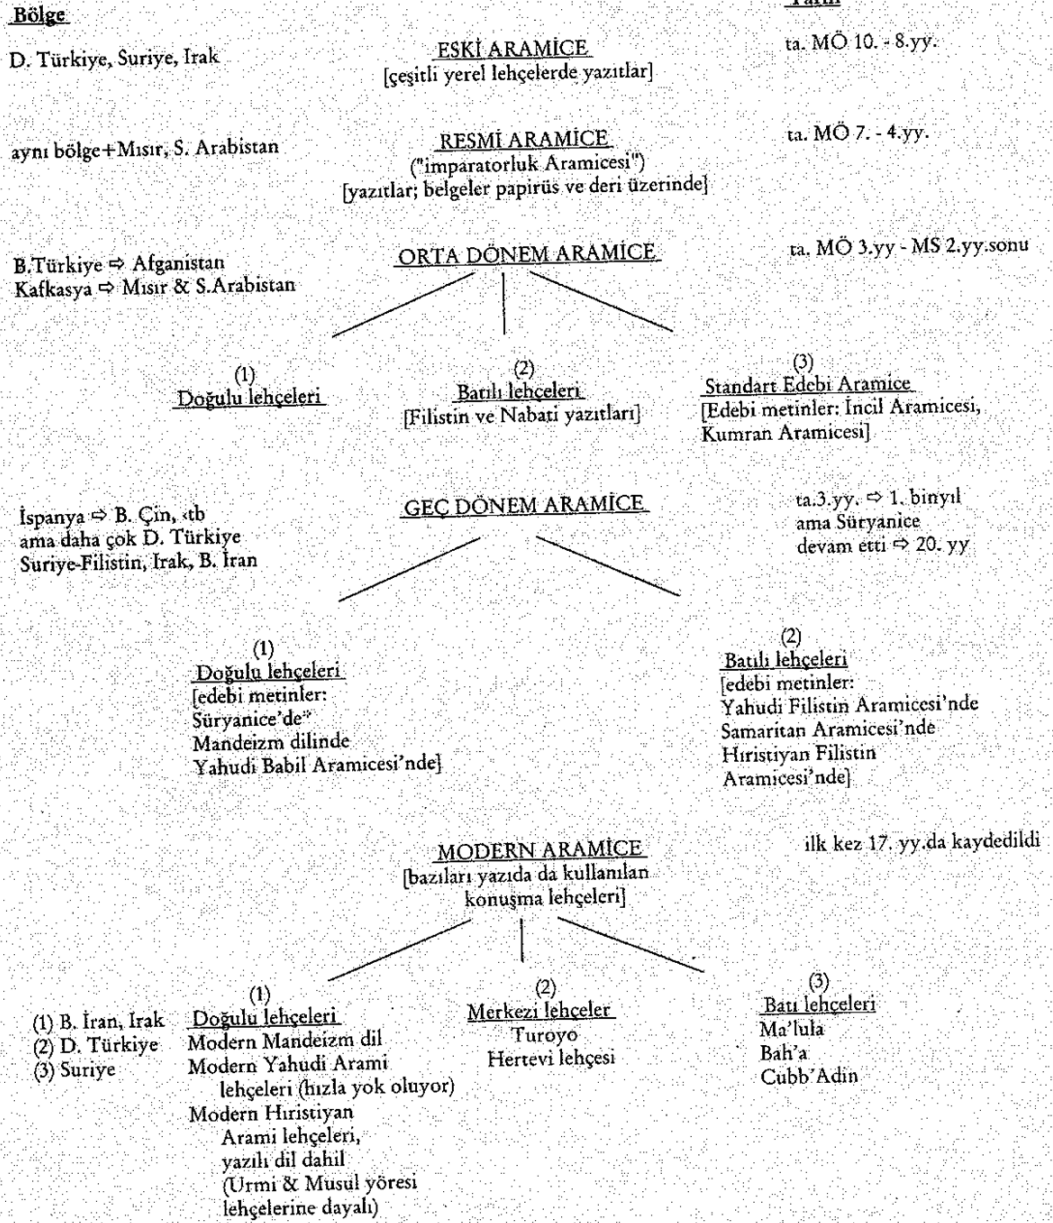 Bölge
Tarih
D. Türkiye, Suriye, Irak
ESKİ ARAMİCE
[çeşitli yerel lehçelerde yazıtlar]
ta. MÖ 10. - 8.yy.
aynı bölge+Mısır, S. Arabistan
RESMİ ARAMİCE
("imparatorluk Aramicesi")
[yazıtlar; belgeler papirüs ve deri üzerinde]
ta. MÖ 7. - 4.yy.
B.Türkiye ⇨ Afganistan
Kafkasya ⇨ Mısır & S.Arabistan
ORTA DÖNEM ARAMİCE
ta. MÖ 3.yy - MS 2.yy.sonu
(1)
Doğulu lehçeleri
(2)
Batılı lehçeleri
[Filistin ve Nabati yazıtları]
(3)
Standart Edebi Aramice
[Edebi metinler: İncil Aramicesi,
Kumran Aramicesi]
İspanya ⇨ B. Çin,
ama daha çok D. Türkiye
Suriye-Filistin, Irak, B. İran
GEÇ DÖNEM ARAMİCE
ta.3.yy. ⇨ 1. binyıl
ama Süryanice
devam etti ⇨ 20. yy
(1)
Doğulu lehçeleri
[edebi metinler:
Süryanice'de*
Mandeizm dilinde
Yahudi Babil Aramicesi'nde]
(2)
Batılı lehçeleri
[edebi metinler:
Yahudi Filistin Aramicesi'nde
Samaritan Aramicesi'nde
Hıristiyan Filistin
Aramicesi'nde]
MODERN ARAMİCE
[bazıları yazıda da kullanılan
konuşma lehçeleri]
ilk kez 17. yy.da kaydedildi
(1) B. İran, Irak
(2) D. Türkiye
(3) Suriye
(1)
Doğulu lehçeleri
Modern Mandeizm dil
Modern Yahudi Arami
lehçeleri (hızla yok oluyor)
Modern Hıristiyan
Arami lehçeleri,
yazılı dil dahil
(Urmi & Musul yöresi
lehçelerine dayalı)
(2)
Merkezi lehçeler
Turoyo
Hertevi lehçesi
(3)
Batı lehçeleri
Ma'lula
Bah'a
Cubb'Adin